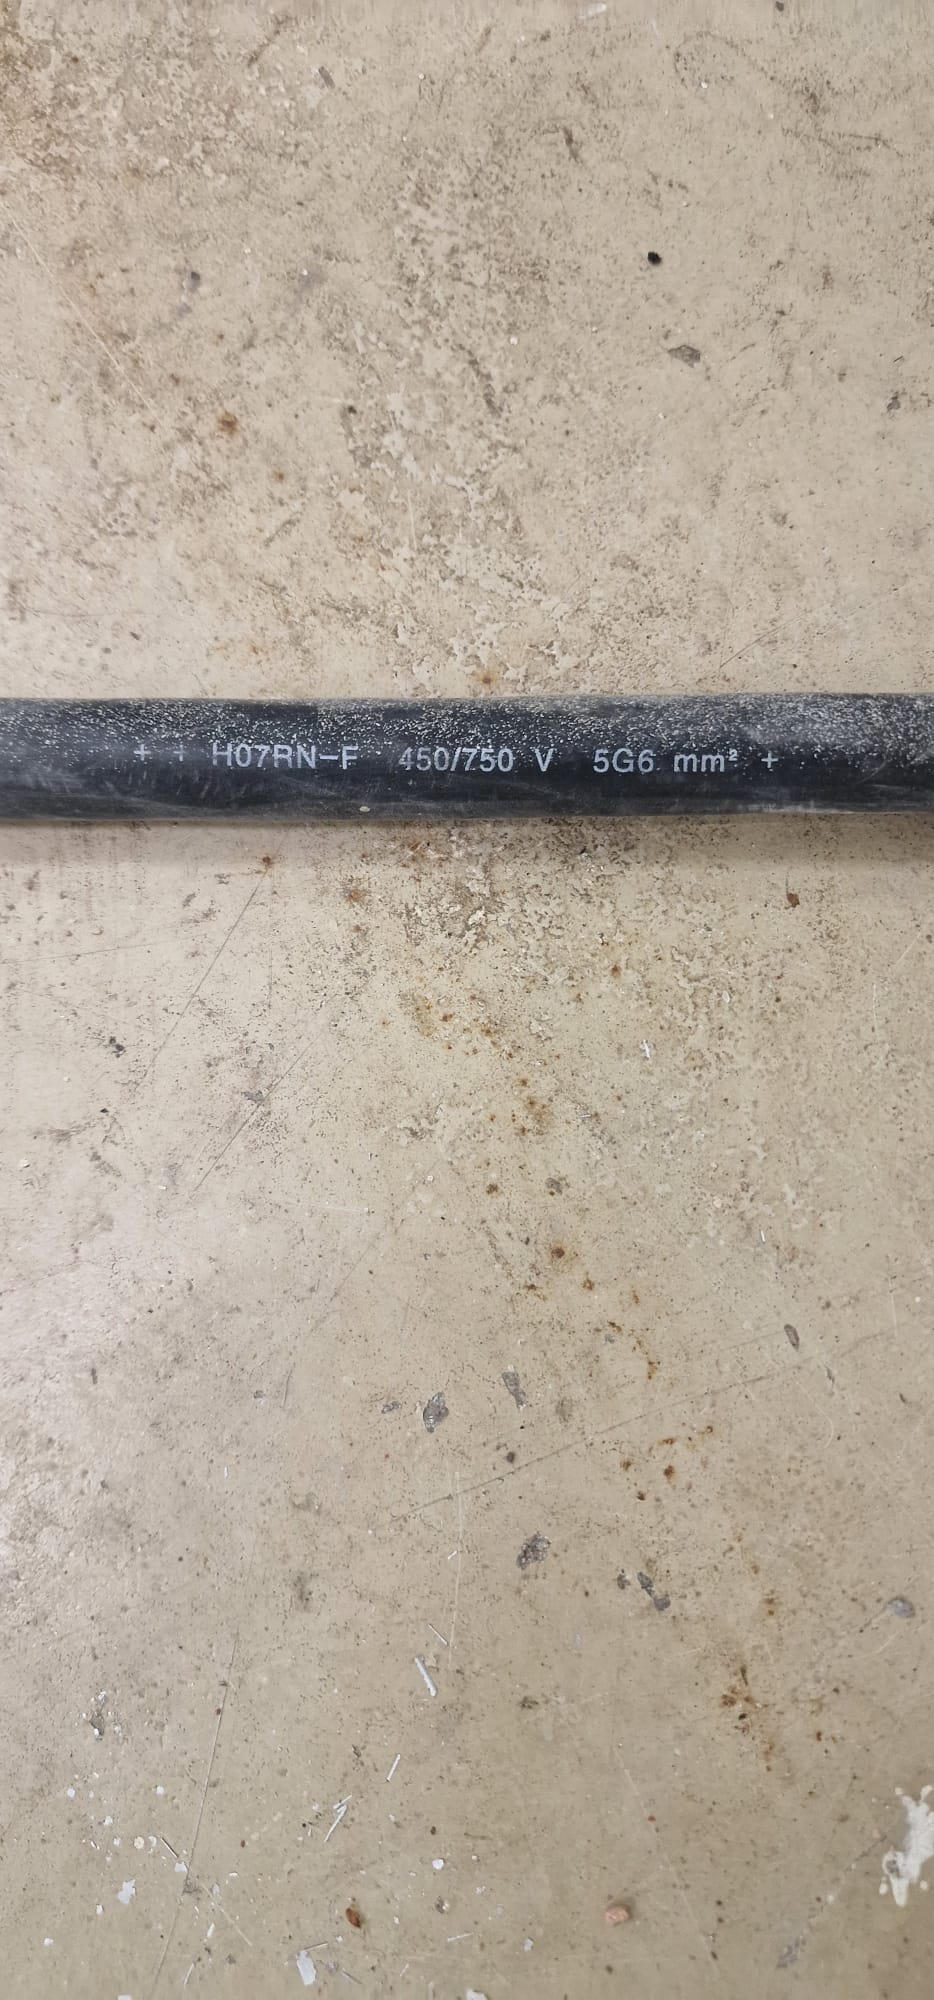 + + H07RN-F 450/750 V 5G6 mm² +